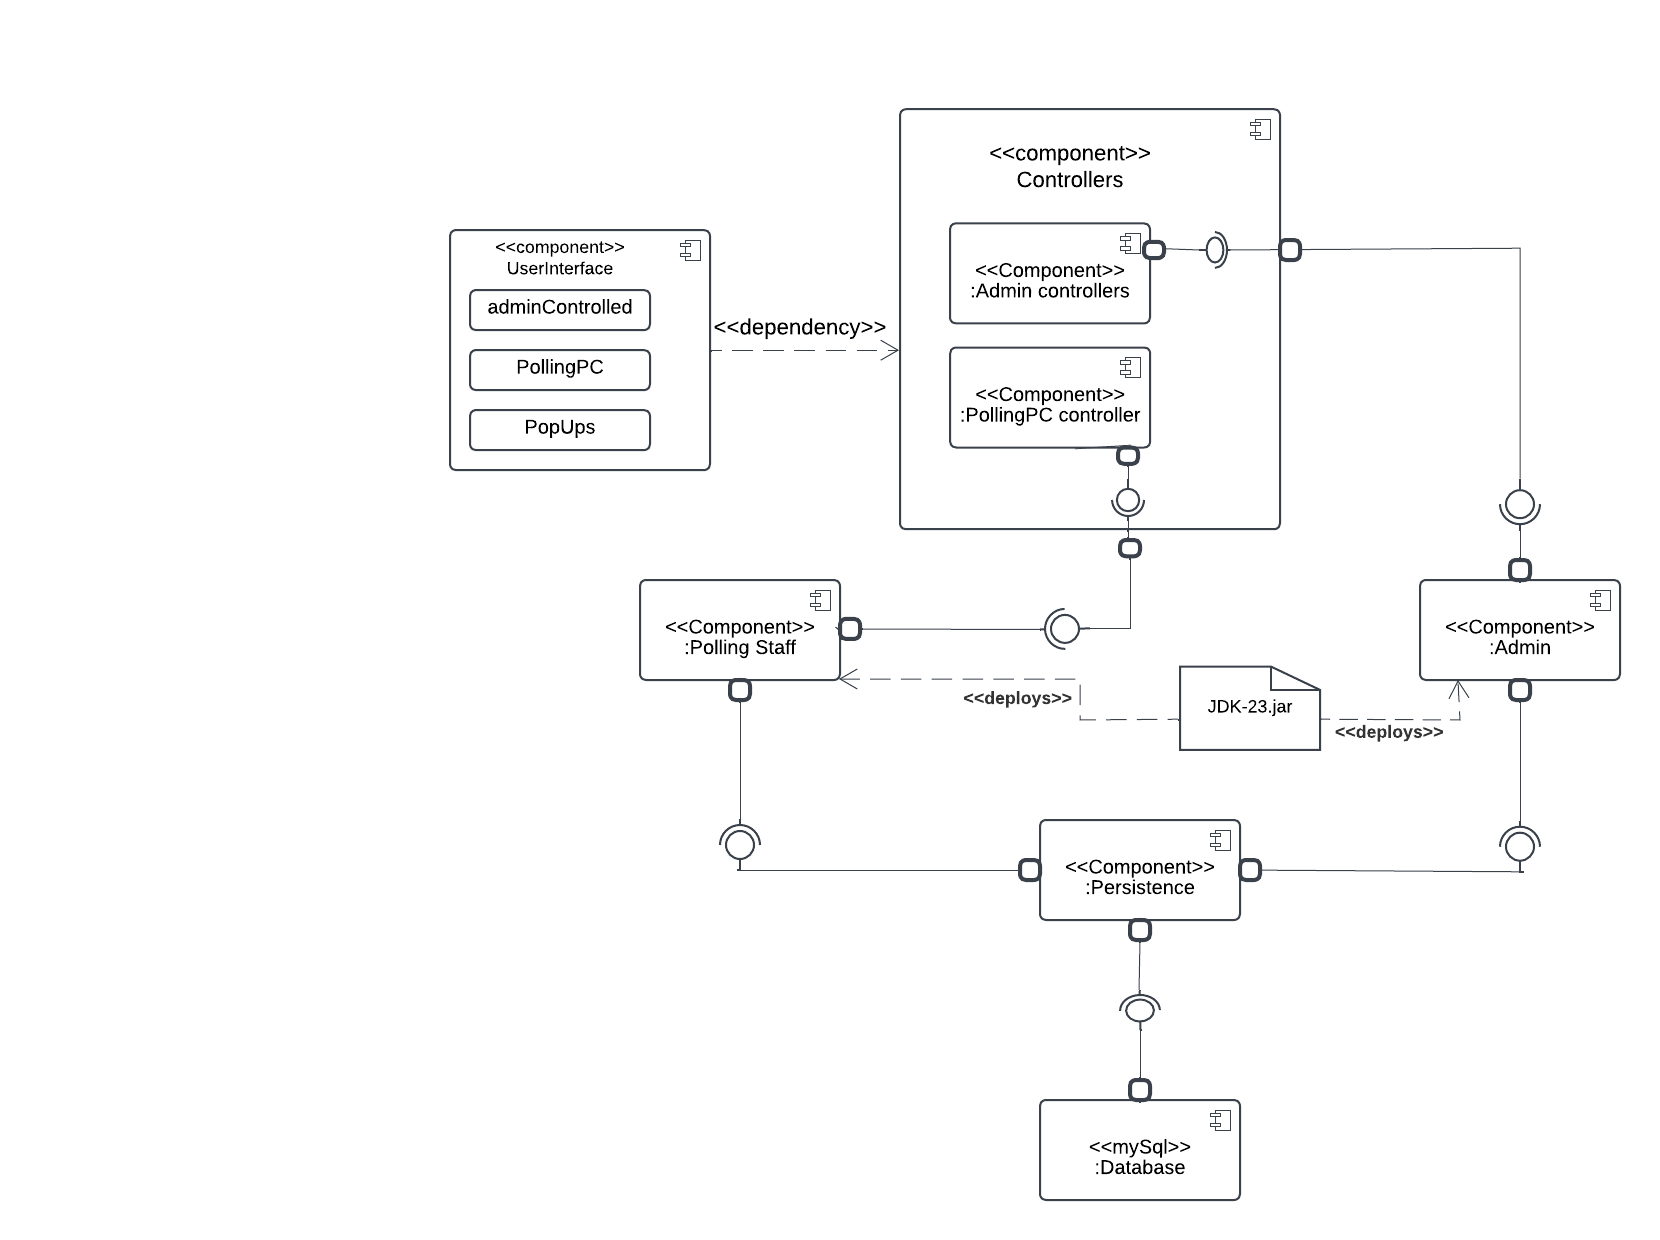 <<component>>
Controllers
<<Component>>
:Admin controllers
<<Component>>
:PollingPC controller
<<component>>
UserInterface
adminControlled
PollingPC
PopUps
<<dependency>>
<<Component>>
:Polling Staff
<<Component>>
:Admin
<<deploys>>
JDK-23.jar
<<deploys>>
<<Component>>
:Persistence
<<mySql>>
:Database